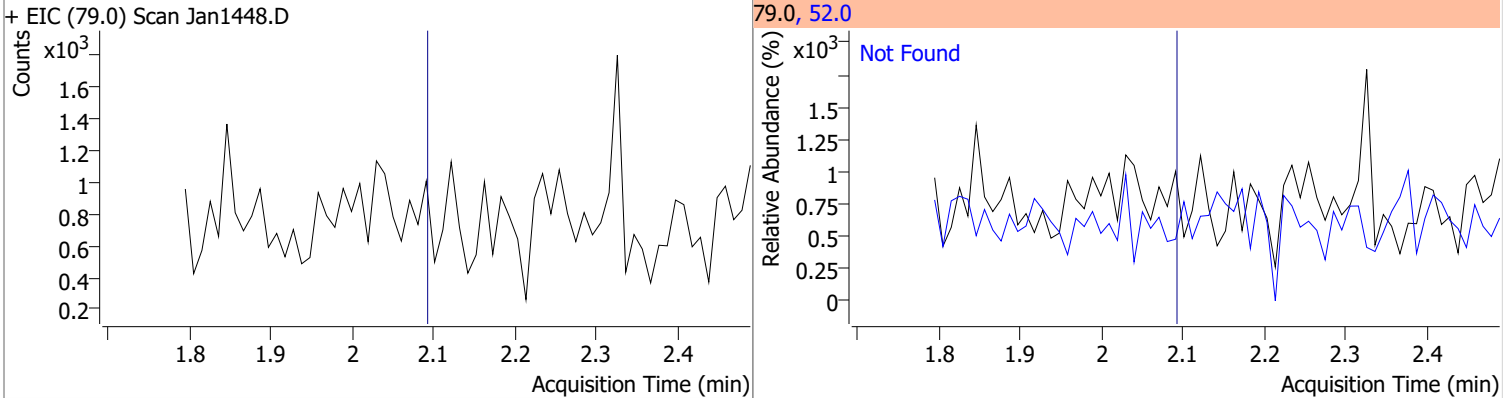 + EIC (79.0) Scan Jan1448.D
Counts
x10³
1.6
1.4
1.2
1
0.8
0.6
0.4
0.2
1.8 1.9 2 2.1 2.2 2.3 2.4
Acquisition Time (min)
79.0, 52.0
Relative Abundance (%)
x10³
Not Found
1.5
1.25
1
0.75
0.5
0.25
0
1.8 1.9 2 2.1 2.2 2.3 2.4
Acquisition Time (min)